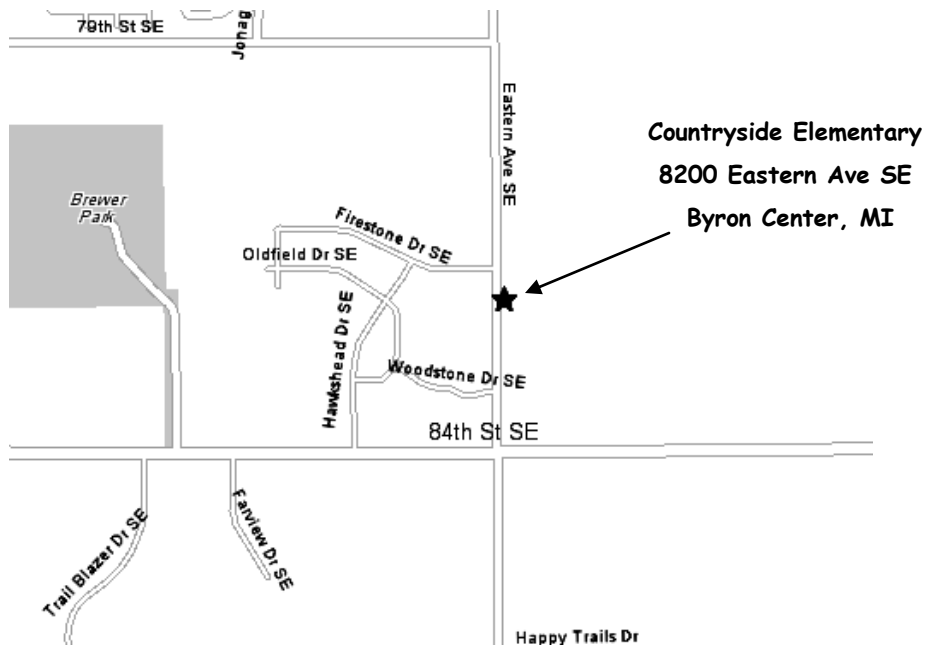 79th St SE
Jonag
Eastern Ave SE
Countryside Elementary
8200 Eastern Ave SE
Byron Center, MI
Brewer
Park
Firestone Dr SE
Oldfield Dr SE
Hawkshead Dr SE
Woodstone Dr SE
84th St SE
Trail Blazer Dr SE
Farview Dr SE
Happy Trails Dr